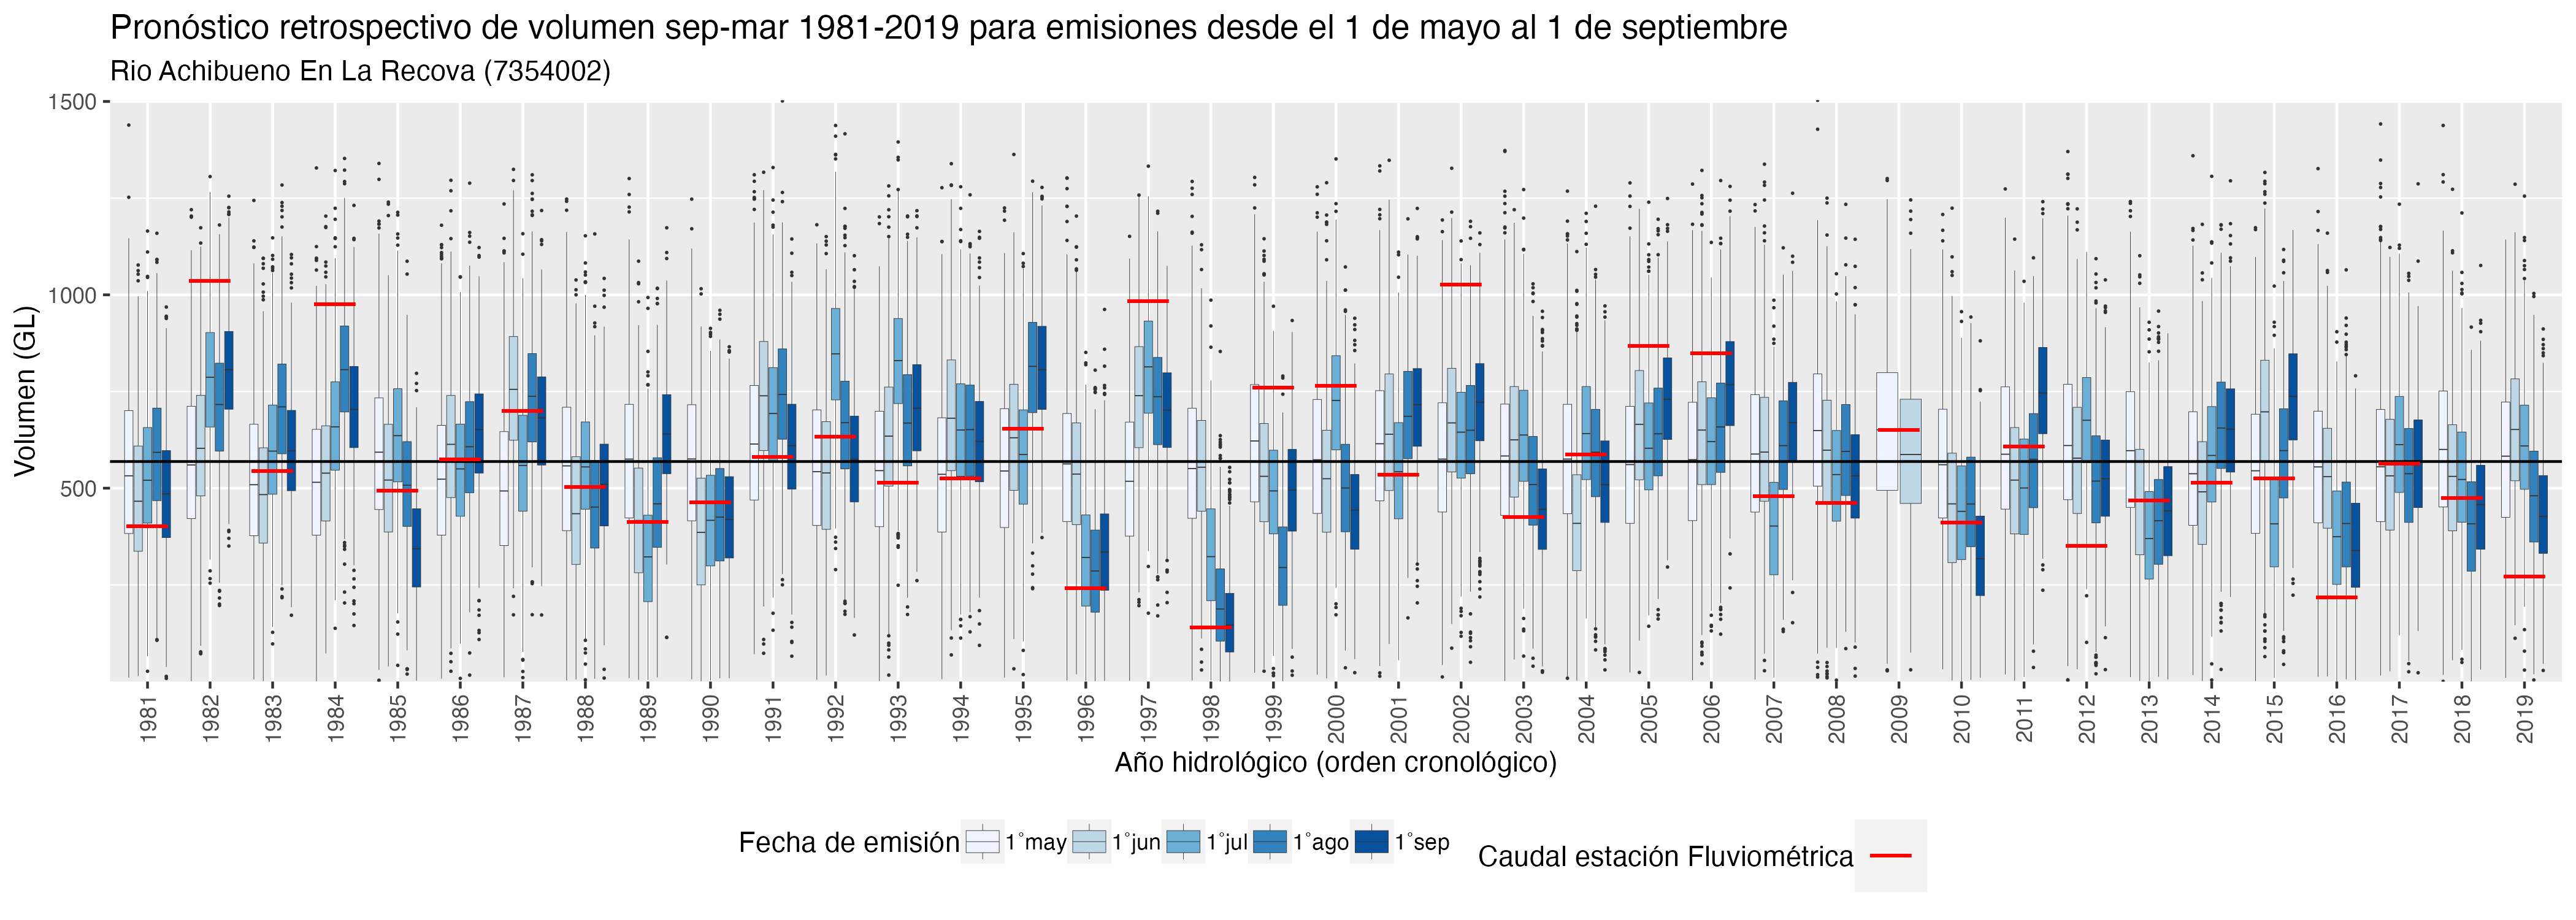 Pronóstico retrospectivo de volumen sep-mar 1981-2019 para emisiones desde el 1 de mayo al 1 de septiembre
Rio Achibueno En La Recova (7354002)
Volumen (GL)
1500
1000
500
1981 1982 1983 1984 1985 1986 1987 1988 1989 1990 1991 1992 1993 1994 1995 1996 1997 1998 1999 2000 2001 2002 2003 2004 2005 2006 2007 2008 2009 2010 2011 2012 2013 2014 2015 2016 2017 2018 2019
Año hidrológico (orden cronológico)
Fecha de emisión 1°may 1°jun 1°jul 1°ago 1°sep Caudal estación Fluviométrica